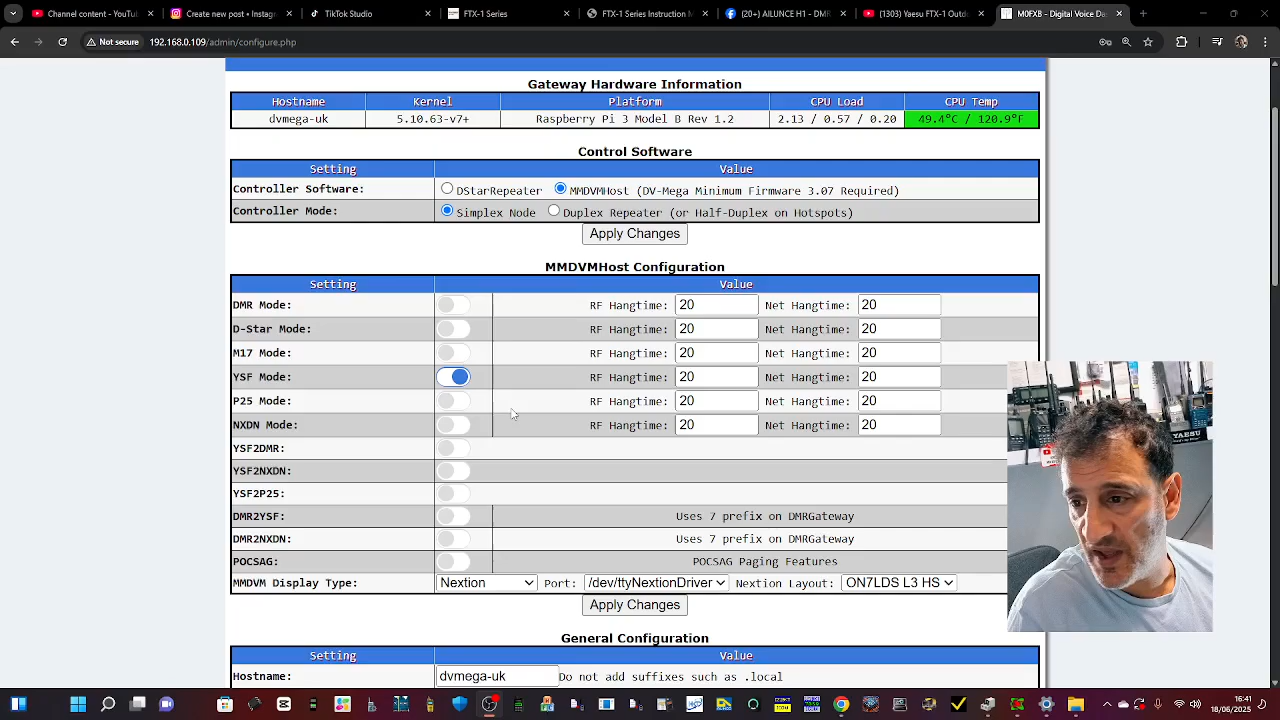 Channel content - YouTu
Create new post • Instag
TikTok Studio
FTX-1 Series
FTX-1 Series Instruction M
(20+) AILUNCE H1 - DMR
(1303) Yaesu FTX-1 Outd
M0FXB - Digital Voice Da
Not secure 192.168.0.109/admin/configure.php
Gateway Hardware Information
Hostname Kernel Platform CPU Load CPU Temp
dvmega-uk 5.10.63-v7+ Raspberry Pi 3 Model B Rev 1.2 2.13 / 0.57 / 0.20 49.4°C / 120.9°F
Control Software
Setting Value
Controller Software: DStarRepeater MMDVMHost (DV-Mega Minimum Firmware 3.07 Required)
Controller Mode: Simplex Node Duplex Repeater (or Half-Duplex on Hotspots)
Apply Changes
MMDVMHost Configuration
Setting Value
DMR Mode: RF Hangtime: 20 Net Hangtime: 20
D-Star Mode: RF Hangtime: 20 Net Hangtime: 20
M17 Mode: RF Hangtime: 20 Net Hangtime: 20
YSF Mode: RF Hangtime: 20 Net Hangtime: 20
P25 Mode: RF Hangtime: 20 Net Hangtime: 20
NXDN Mode: RF Hangtime: 20 Net Hangtime: 20
YSF2DMR:
YSF2NXDN:
YSF2P25:
DMR2YSF: Uses 7 prefix on DMRGateway
DMR2NXDN: Uses 7 prefix on DMRGateway
POCSAG: POCSAG Paging Features
MMDVM Display Type: Nextion Port: /dev/ttyNextionDriver Nextion Layout: ON7LDS L3 HS
Apply Changes
General Configuration
Setting Value
Hostname: dvmega-uk Do not add suffixes such as .local
YAESU
16:41
18/06/2025